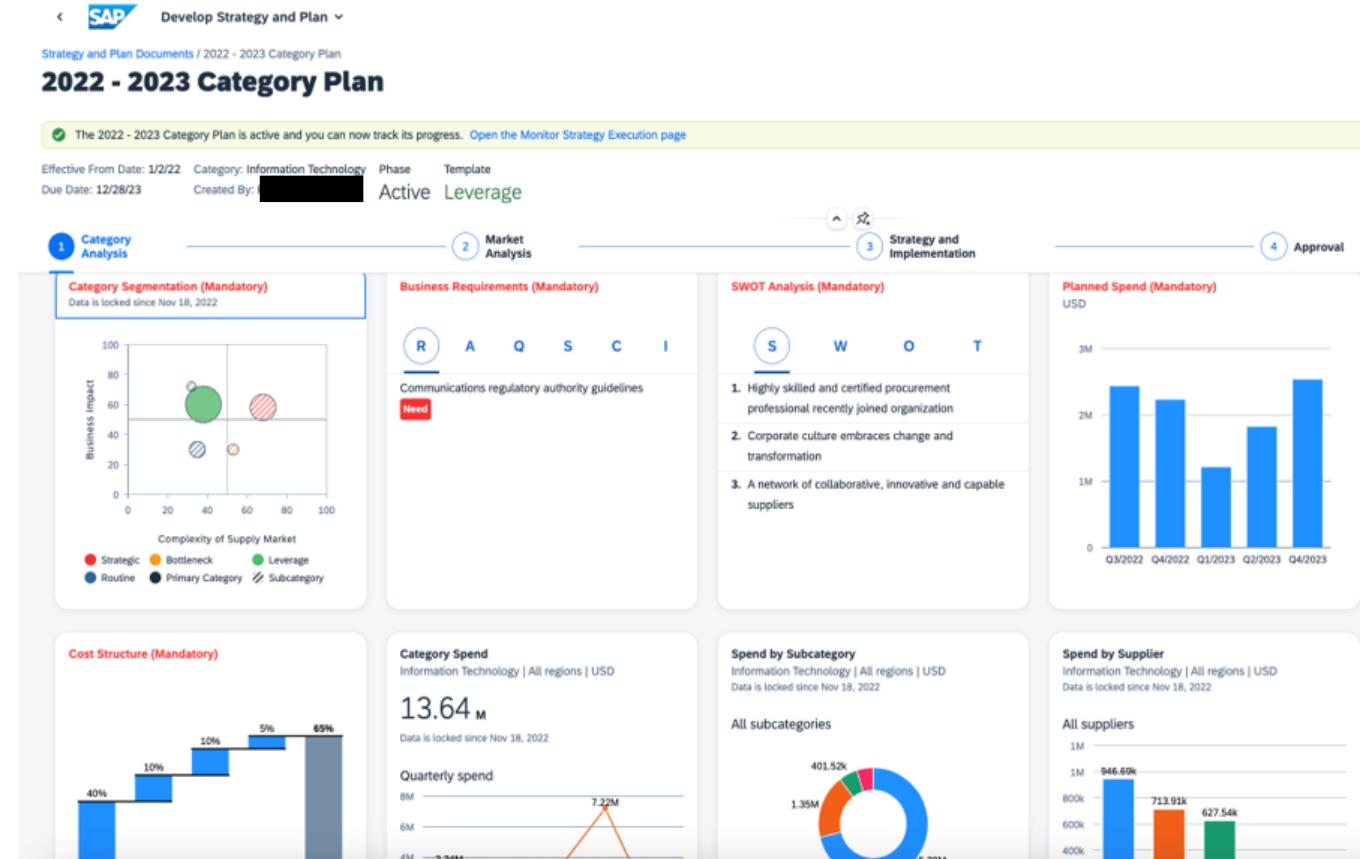 SAP
Develop Strategy and Plan
Strategy and Plan Documents / 2022 - 2023 Category Plan
2022 - 2023 Category Plan
The 2022 - 2023 Category Plan is active and you can now track its progress. Open the Monitor Strategy Execution page
Effective From Date: 1/2/22 Category: Information Technology Phase Template
Due Date: 12/28/23 Created By: Active Leverage
1 Category Analysis
2 Market Analysis
3 Strategy and Implementation
4 Approval
Category Segmentation (Mandatory)
Data is locked since Nov 18, 2022
Business Impact
100
80
60
40
20
0
0 20 40 60 80 100
Complexity of Supply Market
Strategic Bottleneck Leverage
Routine Primary Category Subcategory
Business Requirements (Mandatory)
R A Q S C I
Communications regulatory authority guidelines
Need
SWOT Analysis (Mandatory)
S W O T
1. Highly skilled and certified procurement
professional recently joined organization
2. Corporate culture embraces change and
transformation
3. A network of collaborative, innovative and capable
suppliers
Planned Spend (Mandatory)
USD
3M
2M
1M
0
Q3/2022 Q4/2022 Q1/2023 Q2/2023 Q4/2023
Cost Structure (Mandatory)
40% 10% 10% 5% 65%
Category Spend
Information Technology | All regions | USD
13.64 M
Data is locked since Nov 18, 2022
Quarterly spend
8M
7.22M
6M
Spend by Subcategory
Information Technology | All regions | USD
Data is locked since Nov 18, 2022
All subcategories
401.52k
1.35M
Spend by Supplier
Information Technology | All regions | USD
Data is locked since Nov 18, 2022
All suppliers
1M
1M
946.69k
800k
713.91k
627.54k
600k
400k